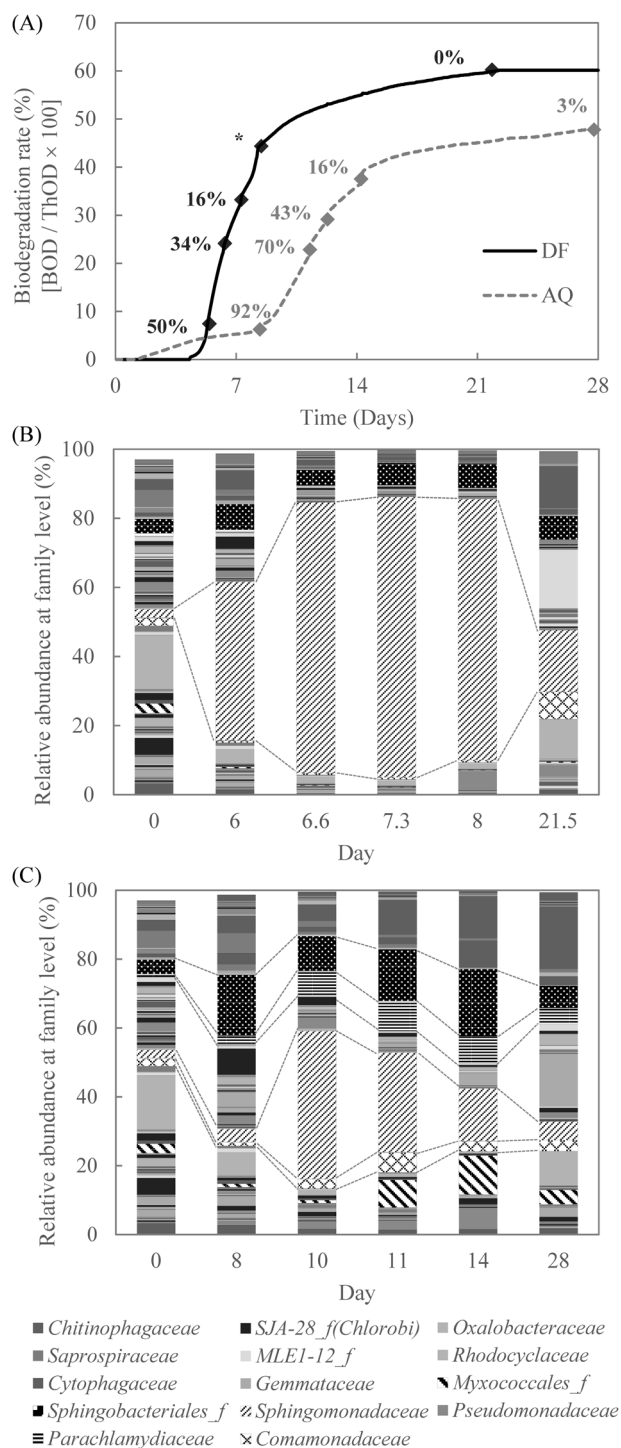 (A)
70
60
50
40
30
20
10
0
Biodegradation rate (%)
[BOD / ThOD × 100]
0%
3%
*
16%
16%
43%
34%
70%
92%
50%
DF
AQ
0 7 14 21 28
Time (Days)
(B)
100
80
60
40
20
0
Relative abundance at family level (%)
0 6 6.6 7.3 8 21.5
Day
(C)
100
80
60
40
20
0
Relative abundance at family level (%)
0 8 10 11 14 28
Day
Chitinophagaceae SJA-28_f(Chlorobi) Oxalobacteraceae
Saprospiraceae MLE1-12_f Rhodocyclaceae
Cytophagaceae Gemmataceae Myxococcales_f
Sphingobacteriales_f Sphingomonadaceae Pseudomonadaceae
Parachlamydiaceae Comamonadaceae